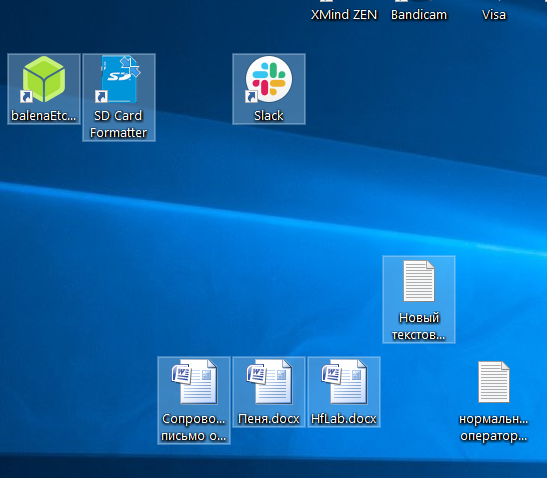 XMind ZEN
Bandicam
Visa
balenaEtc...
SD Card
Formatter
Slack
Новый
текстов...
Сопрово...
письмо о...
Пеня.docx
HfLab.docx
нормальн...
оператор...